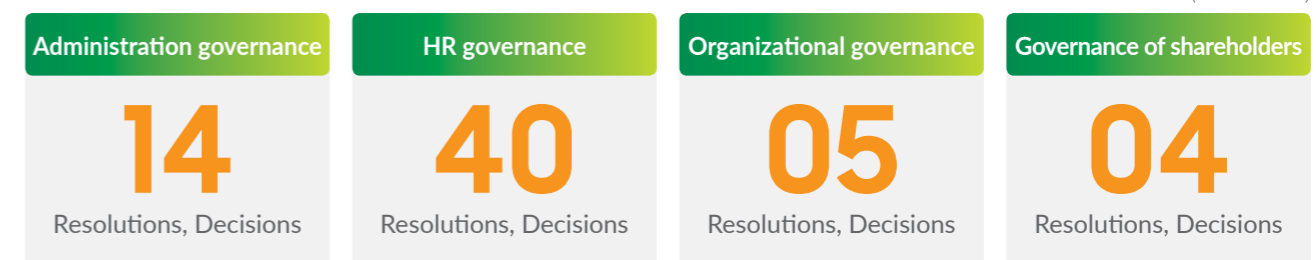 Administration governance
14
Resolutions, Decisions
HR governance
40
Resolutions, Decisions
Organizational governance
05
Resolutions, Decisions
Governance of shareholders
04
Resolutions, Decisions